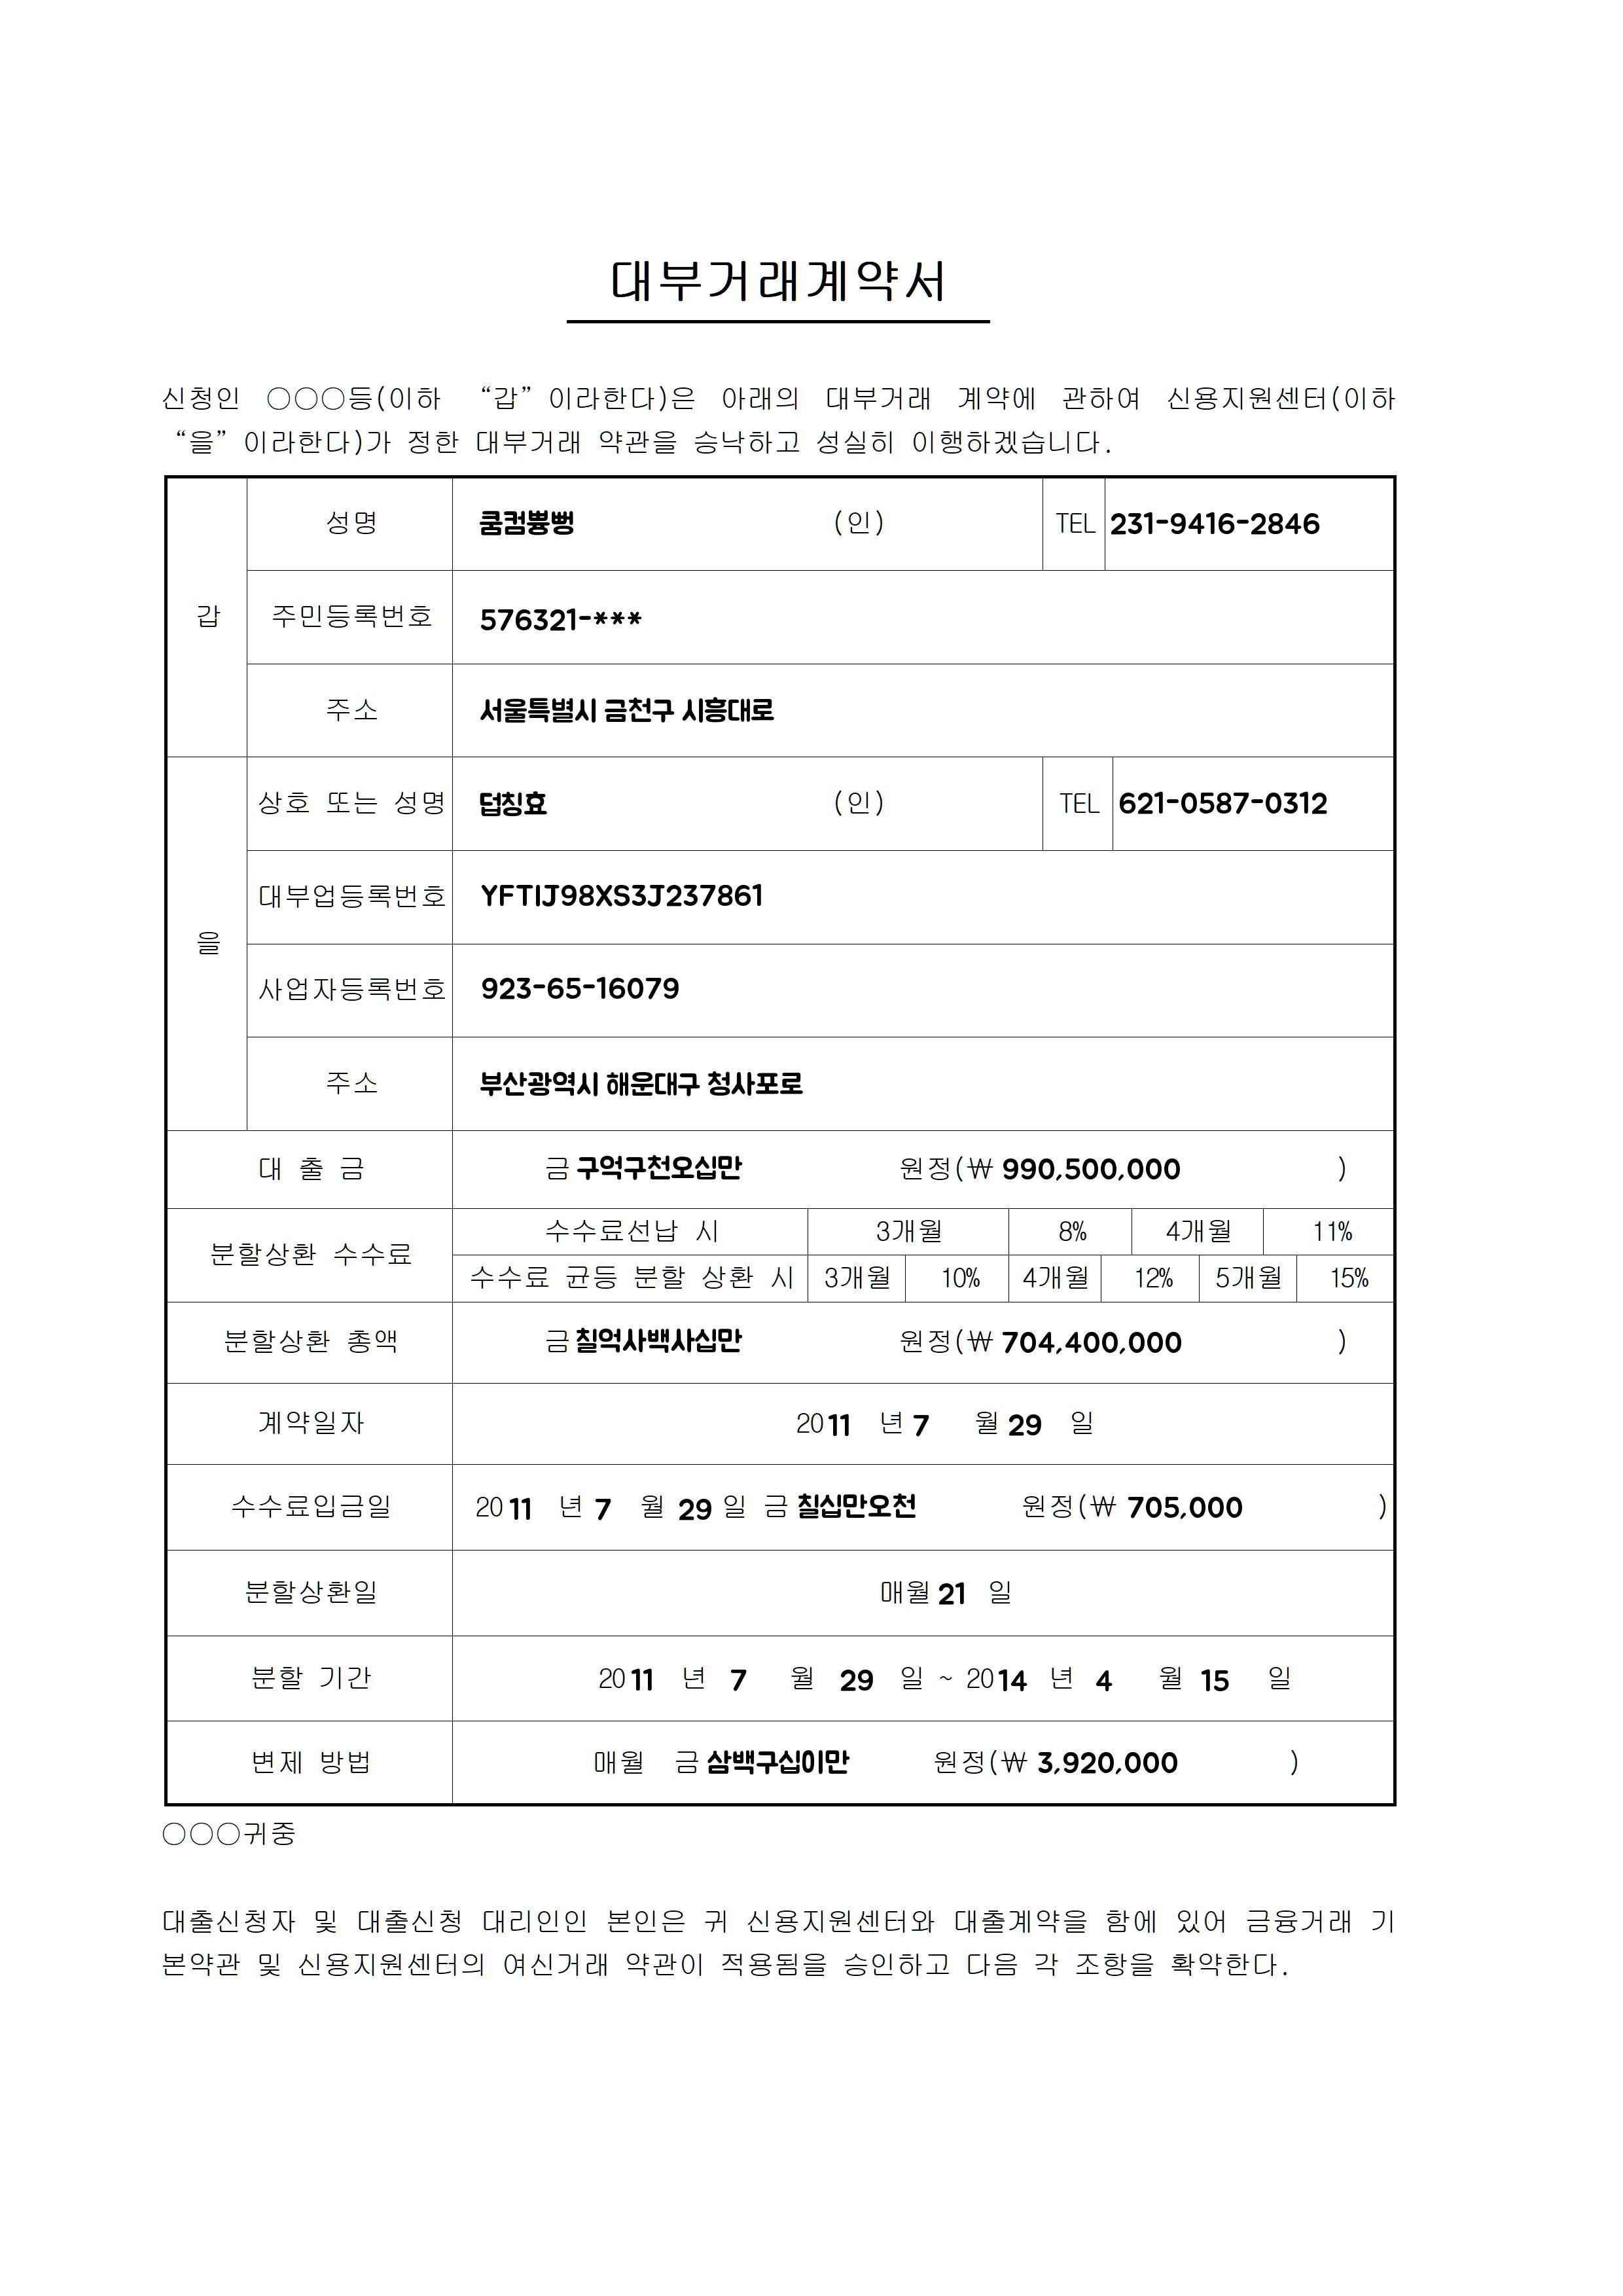 대부거래계약서
신청인 ○○○등(이하 “갑”이라한다)은 아래의 대부거래 계약에 관하여 신용지원센터(이하
“을”이라한다)가 정한 대부거래 약관을 승낙하고 성실히 이행하겠습니다.
갑
성명 쿰컴쁑뻥 (인) TEL 231-9416-2846
주민등록번호 576321-***
주소 서울특별시 금천구 시흥대로
을
상호 또는 성명 덥칭효 (인) TEL 621-0587-0312
대부업등록번호 YFTIJ98XS3J237861
사업자등록번호 923-65-16079
주소 부산광역시 해운대구 청사포로
대 출 금 금 구억구천오십만 원정(₩ 990,500,000 )
분할상환 수수료
수수료선납 시 3개월 8% 4개월 11%
수수료 균등 분할 상환 시 3개월 10% 4개월 12% 5개월 15%
분할상환 총액 금 칠억사백사십만 원정(₩ 704,400,000 )
계약일자 2011 년 7 월 29 일
수수료입금일 2011 년 7 월 29 일 금 칠십만오천 원정(₩ 705,000 )
분할상환일 매월 21 일
분할 기간 2011 년 7 월 29 일 ~ 2014 년 4 월 15 일
변제 방법 매월 금 삼백구십이만 원정(₩ 3,920,000 )
○○○귀중
대출신청자 및 대출신청 대리인인 본인은 귀 신용지원센터와 대출계약을 함에 있어 금융거래 기
본약관 및 신용지원센터의 여신거래 약관이 적용됨을 승인하고 다음 각 조항을 확약한다.